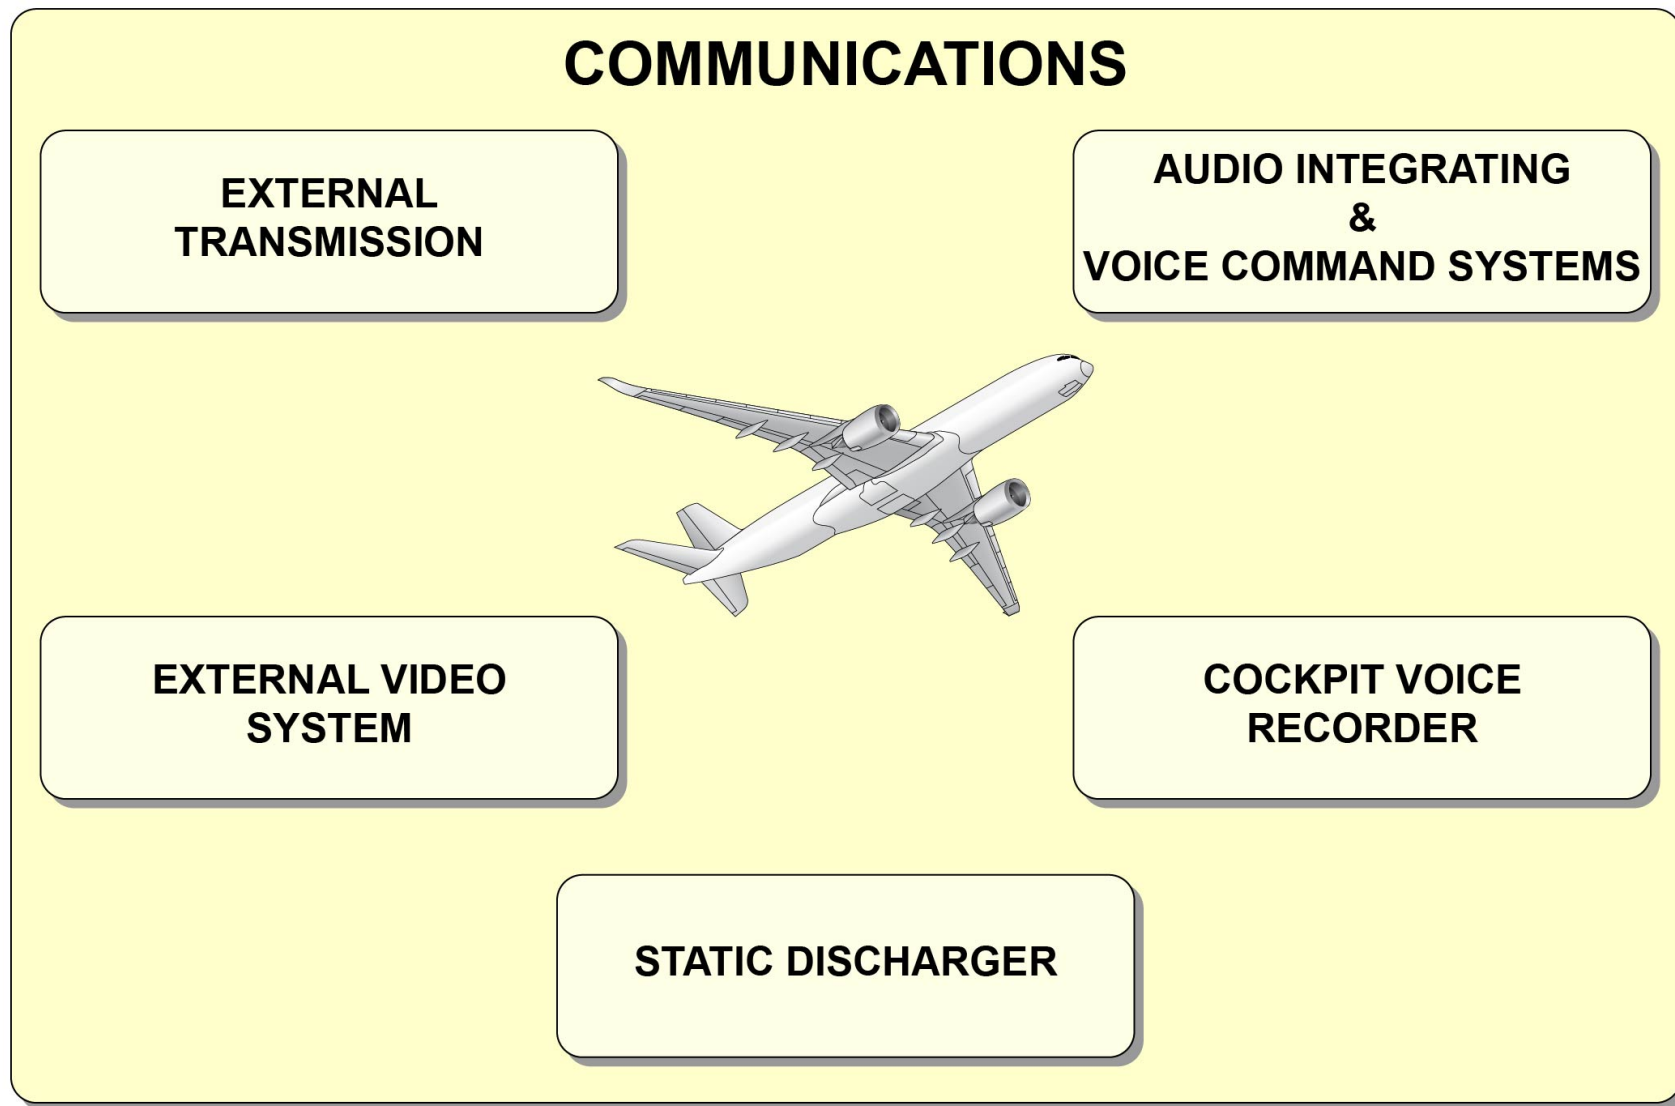 COMMUNICATIONS
EXTERNAL
TRANSMISSION
AUDIO INTEGRATING
&
VOICE COMMAND SYSTEMS
EXTERNAL VIDEO
SYSTEM
COCKPIT VOICE
RECORDER
STATIC DISCHARGER